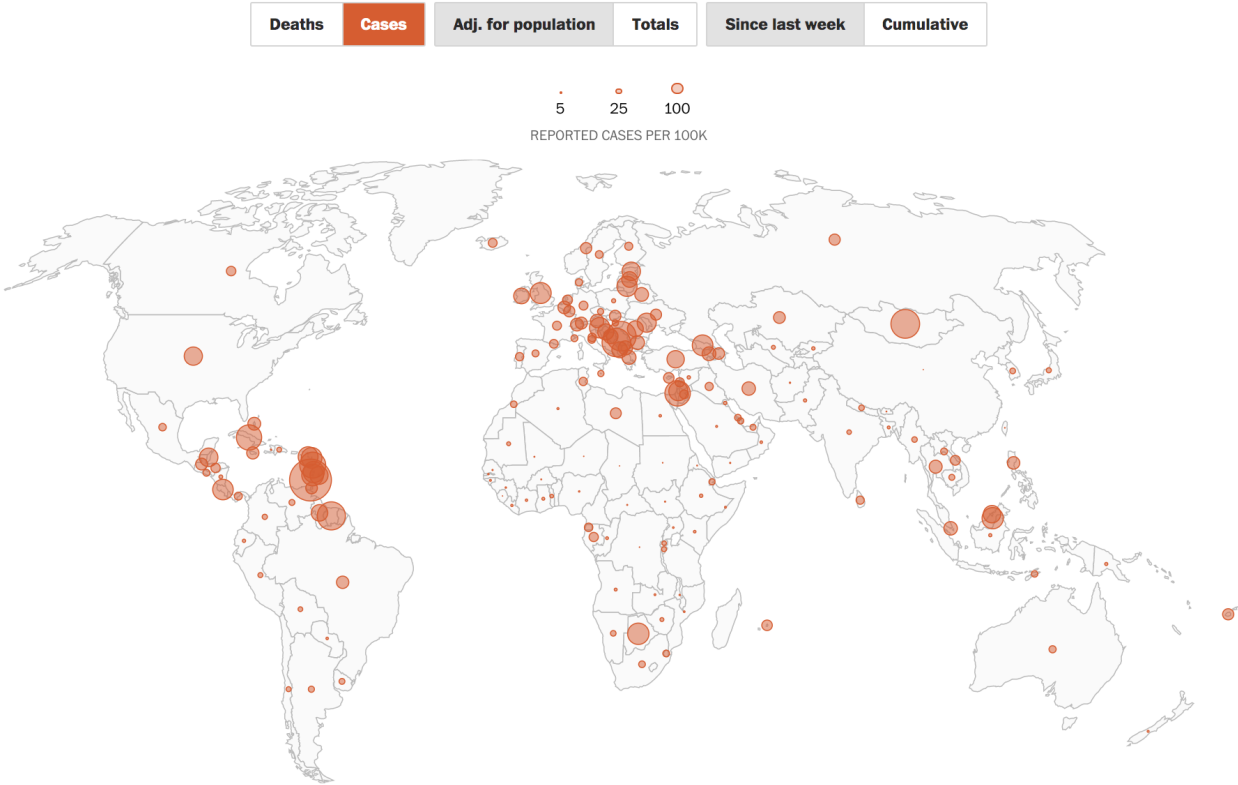 Deaths Cases Adj. for population Totals Since last week Cumulative
5 25 100
REPORTED CASES PER 100K